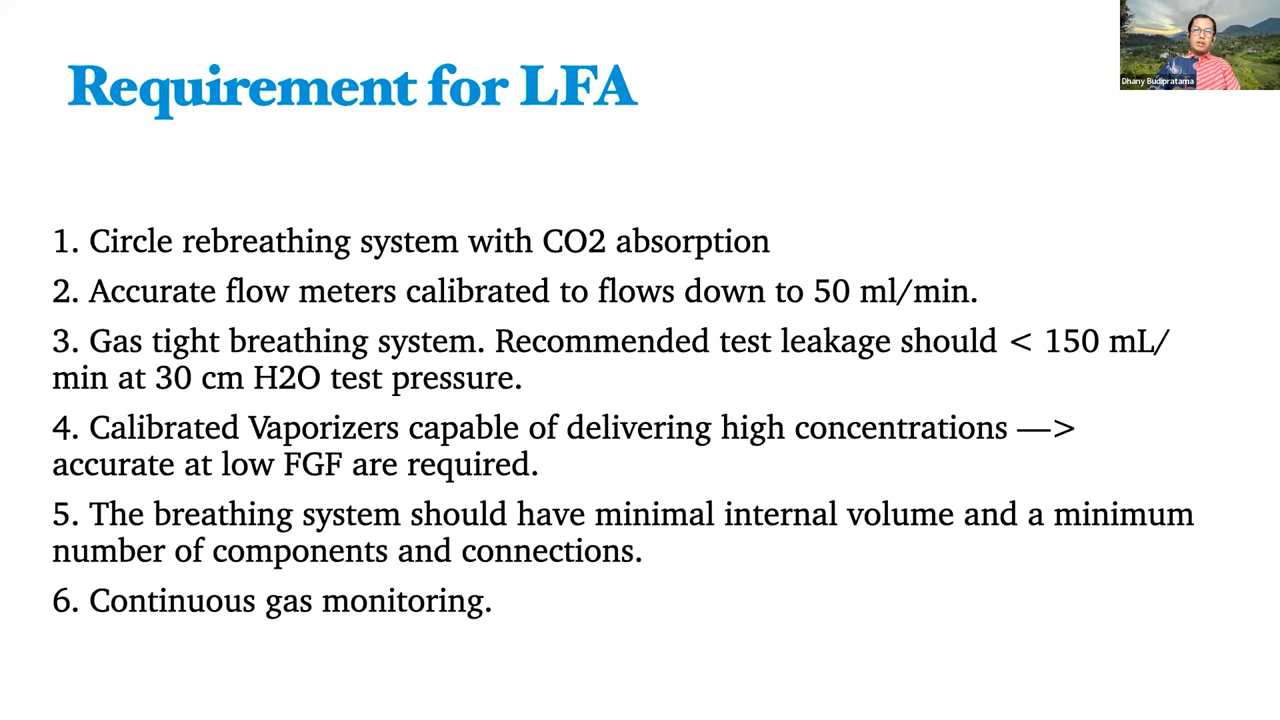 Requirement for LFA
Dhany Budipratama
1. Circle rebreathing system with CO2 absorption
2. Accurate flow meters calibrated to flows down to 50 ml/min.
3. Gas tight breathing system. Recommended test leakage should < 150 mL/
min at 30 cm H2O test pressure.
4. Calibrated Vaporizers capable of delivering high concentrations —>
accurate at low FGF are required.
5. The breathing system should have minimal internal volume and a minimum
number of components and connections.
6. Continuous gas monitoring.